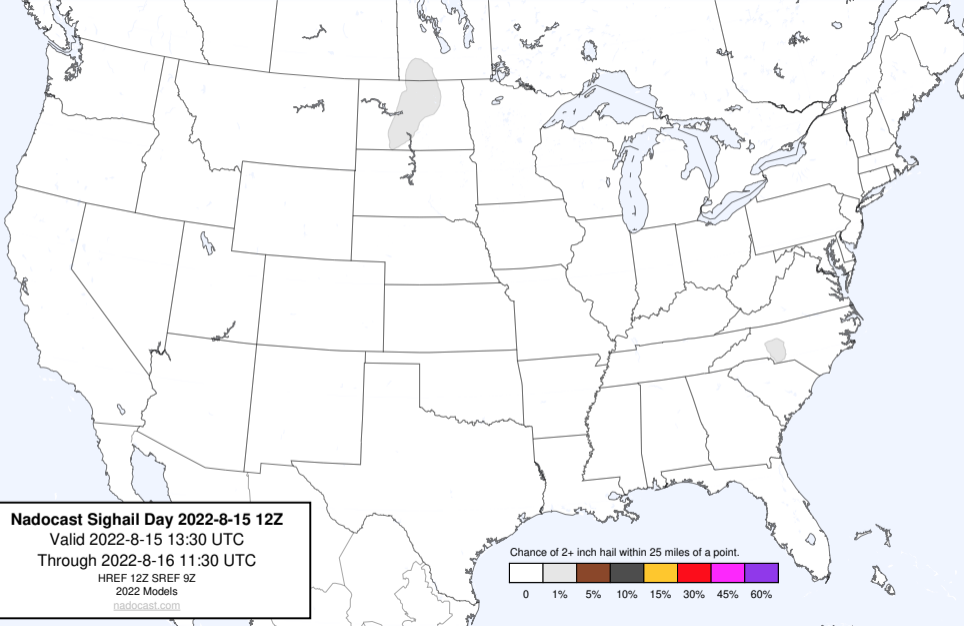 Nadocast Sighail Day 2022-8-15 12Z
Valid 2022-8-15 13:30 UTC
Through 2022-8-16 11:30 UTC
HREF 12Z SREF 9Z
2022 Models
nadocast.com
Chance of 2+ inch hail within 25 miles of a point.
0 1% 5% 10% 15% 30% 45% 60%